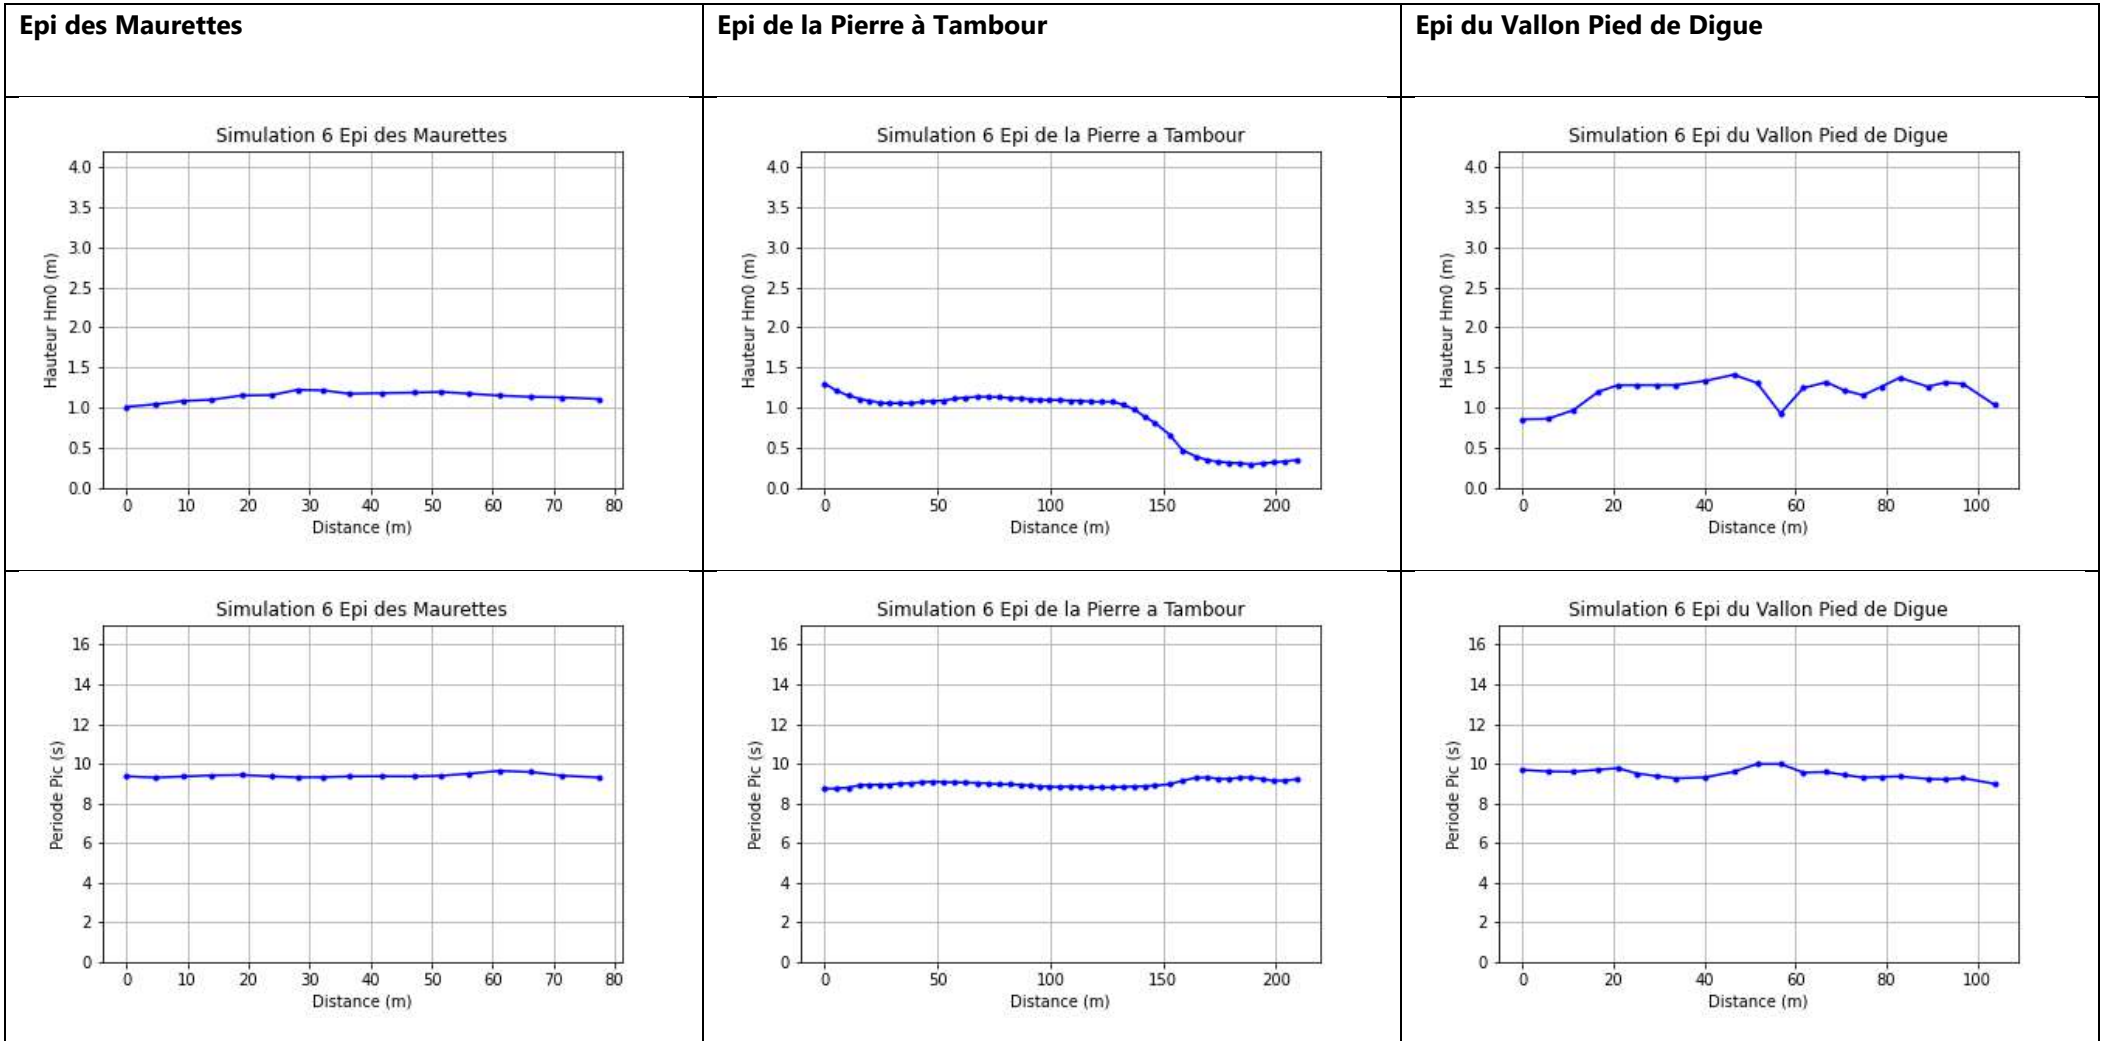 Epi des Maurettes
Epi de la Pierre à Tambour
Epi du Vallon Pied de Digue
Simulation 6 Epi des Maurettes
4.0
3.5
3.0
2.5
2.0
1.5
1.0
0.5
0.0
Hauteur Hm0 (m)
0 10 20 30 40 50 60 70 80
Distance (m)
Simulation 6 Epi de la Pierre a Tambour
4.0
3.5
3.0
2.5
2.0
1.5
1.0
0.5
0.0
Hauteur Hm0 (m)
0 50 100 150 200
Distance (m)
Simulation 6 Epi du Vallon Pied de Digue
4.0
3.5
3.0
2.5
2.0
1.5
1.0
0.5
0.0
Hauteur Hm0 (m)
0 20 40 60 80 100
Distance (m)
Simulation 6 Epi des Maurettes
16
14
12
10
8
6
4
2
0
Periode Pic (s)
0 10 20 30 40 50 60 70 80
Distance (m)
Simulation 6 Epi de la Pierre a Tambour
16
14
12
10
8
6
4
2
0
Periode Pic (s)
0 50 100 150 200
Distance (m)
Simulation 6 Epi du Vallon Pied de Digue
16
14
12
10
8
6
4
2
0
Periode Pic (s)
0 20 40 60 80 100
Distance (m)